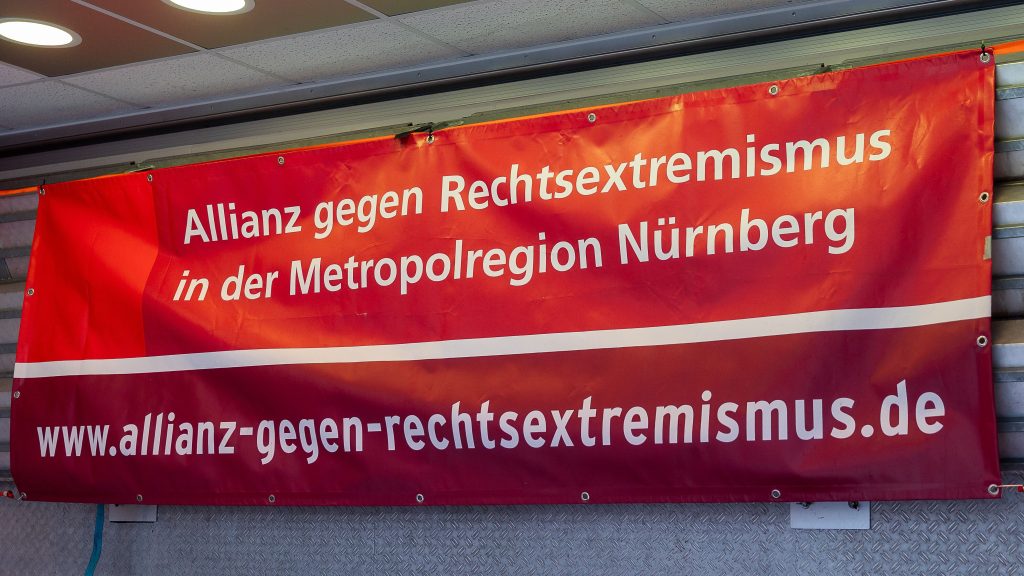 Allianz gegen Rechtsextremismus
in der Metropolregion Nürnberg
www.allianz-gegen-rechtsextremismus.de